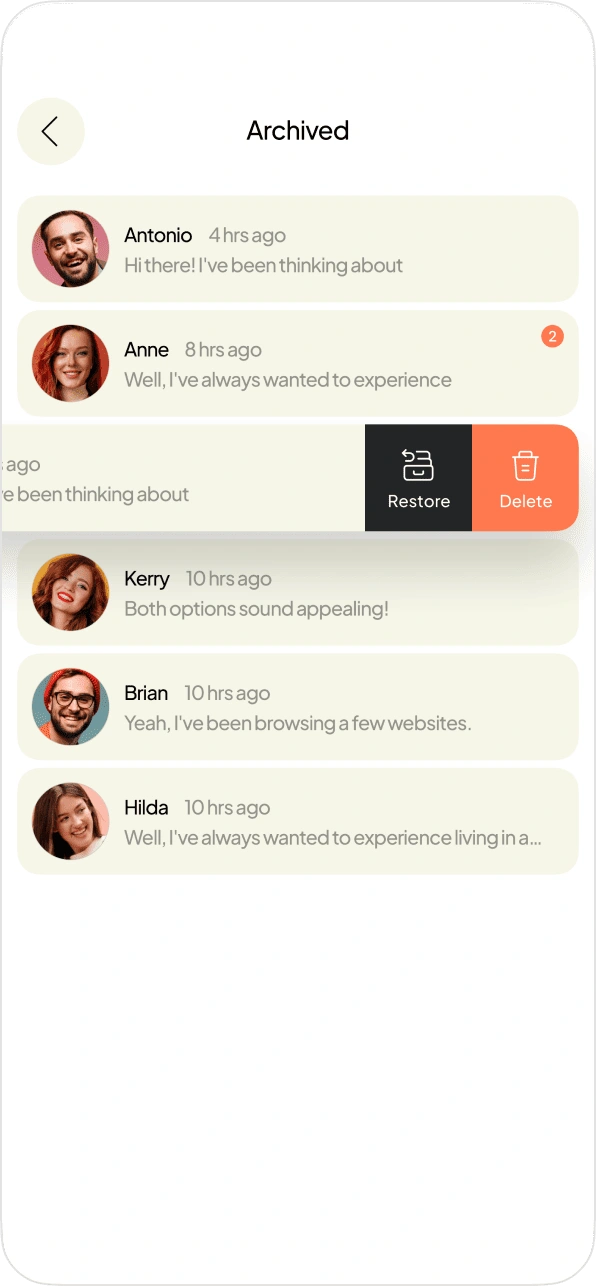 Archived
Antonio 4 hrs ago
Hi there! I've been thinking about
Anne 8 hrs ago
2
Well, I've always wanted to experience
ago
've been thinking about
Restore
Delete
Kerry 10 hrs ago
Both options sound appealing!
Brian 10 hrs ago
Yeah, I've been browsing a few websites.
Hilda 10 hrs ago
Well, I've always wanted to experience living in a...